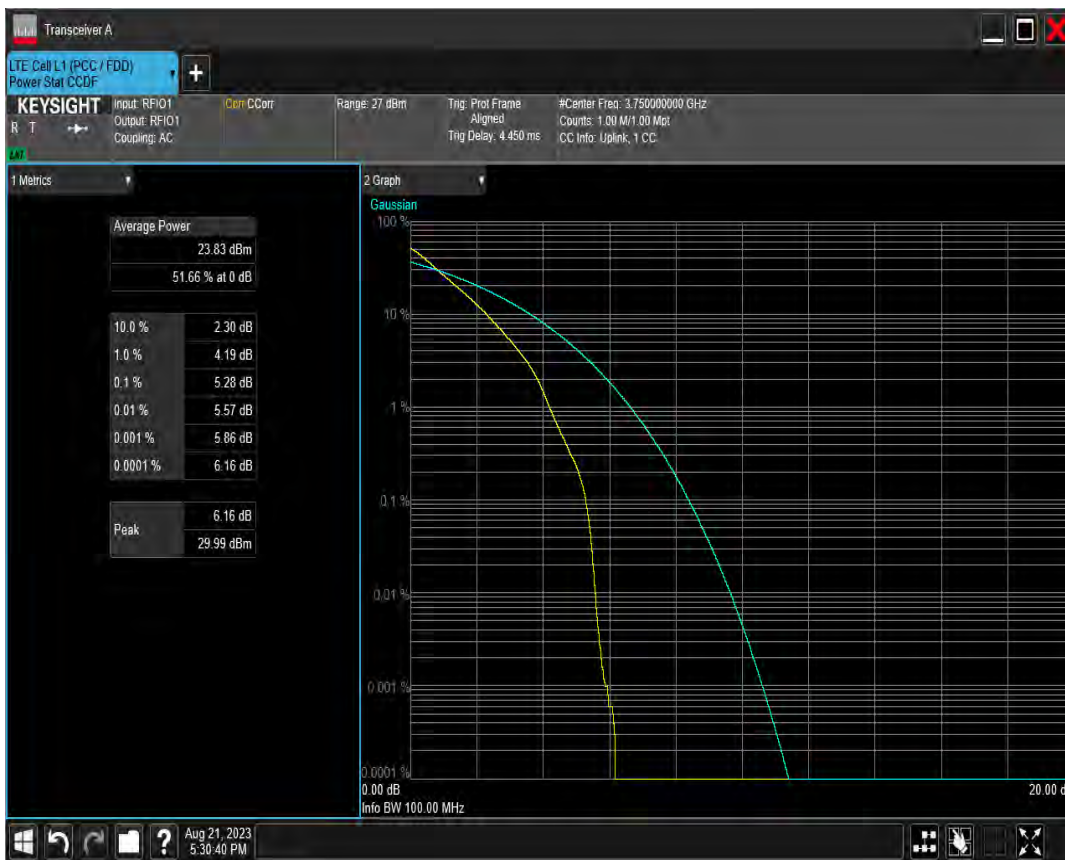 Transceiver A
LTE Cell L1 (PCC / FDD)
Power Stat CCDF
+
KEYSIGHT
R T
LNI
Input: RFIO1
Output: RFIO1
Coupling: AC
Corr CCorr
Range: 27 dBm
Trig: Prot Frame
Aligned
Trig Delay: 4.450 ms
#Center Freq: 3.750000000 GHz
Counts: 1.00 M/1.00 Mpt
CC Info: Uplink, 1 CC
1 Metrics
Average Power
23.83 dBm
51.66 % at 0 dB
10.0 % 2.30 dB
1.0 % 4.19 dB
0.1 % 5.28 dB
0.01 % 5.57 dB
0.001 % 5.86 dB
0.0001 % 6.16 dB
Peak
6.16 dB
29.99 dBm
2 Graph
Gaussian
100 %
10 %
1 %
0.1 %
0.01 %
0.001 %
0.0001 %
0.00 dB
20.00 d
Info BW 100.00 MHz
?
Aug 21, 2023
5:30:40 PM